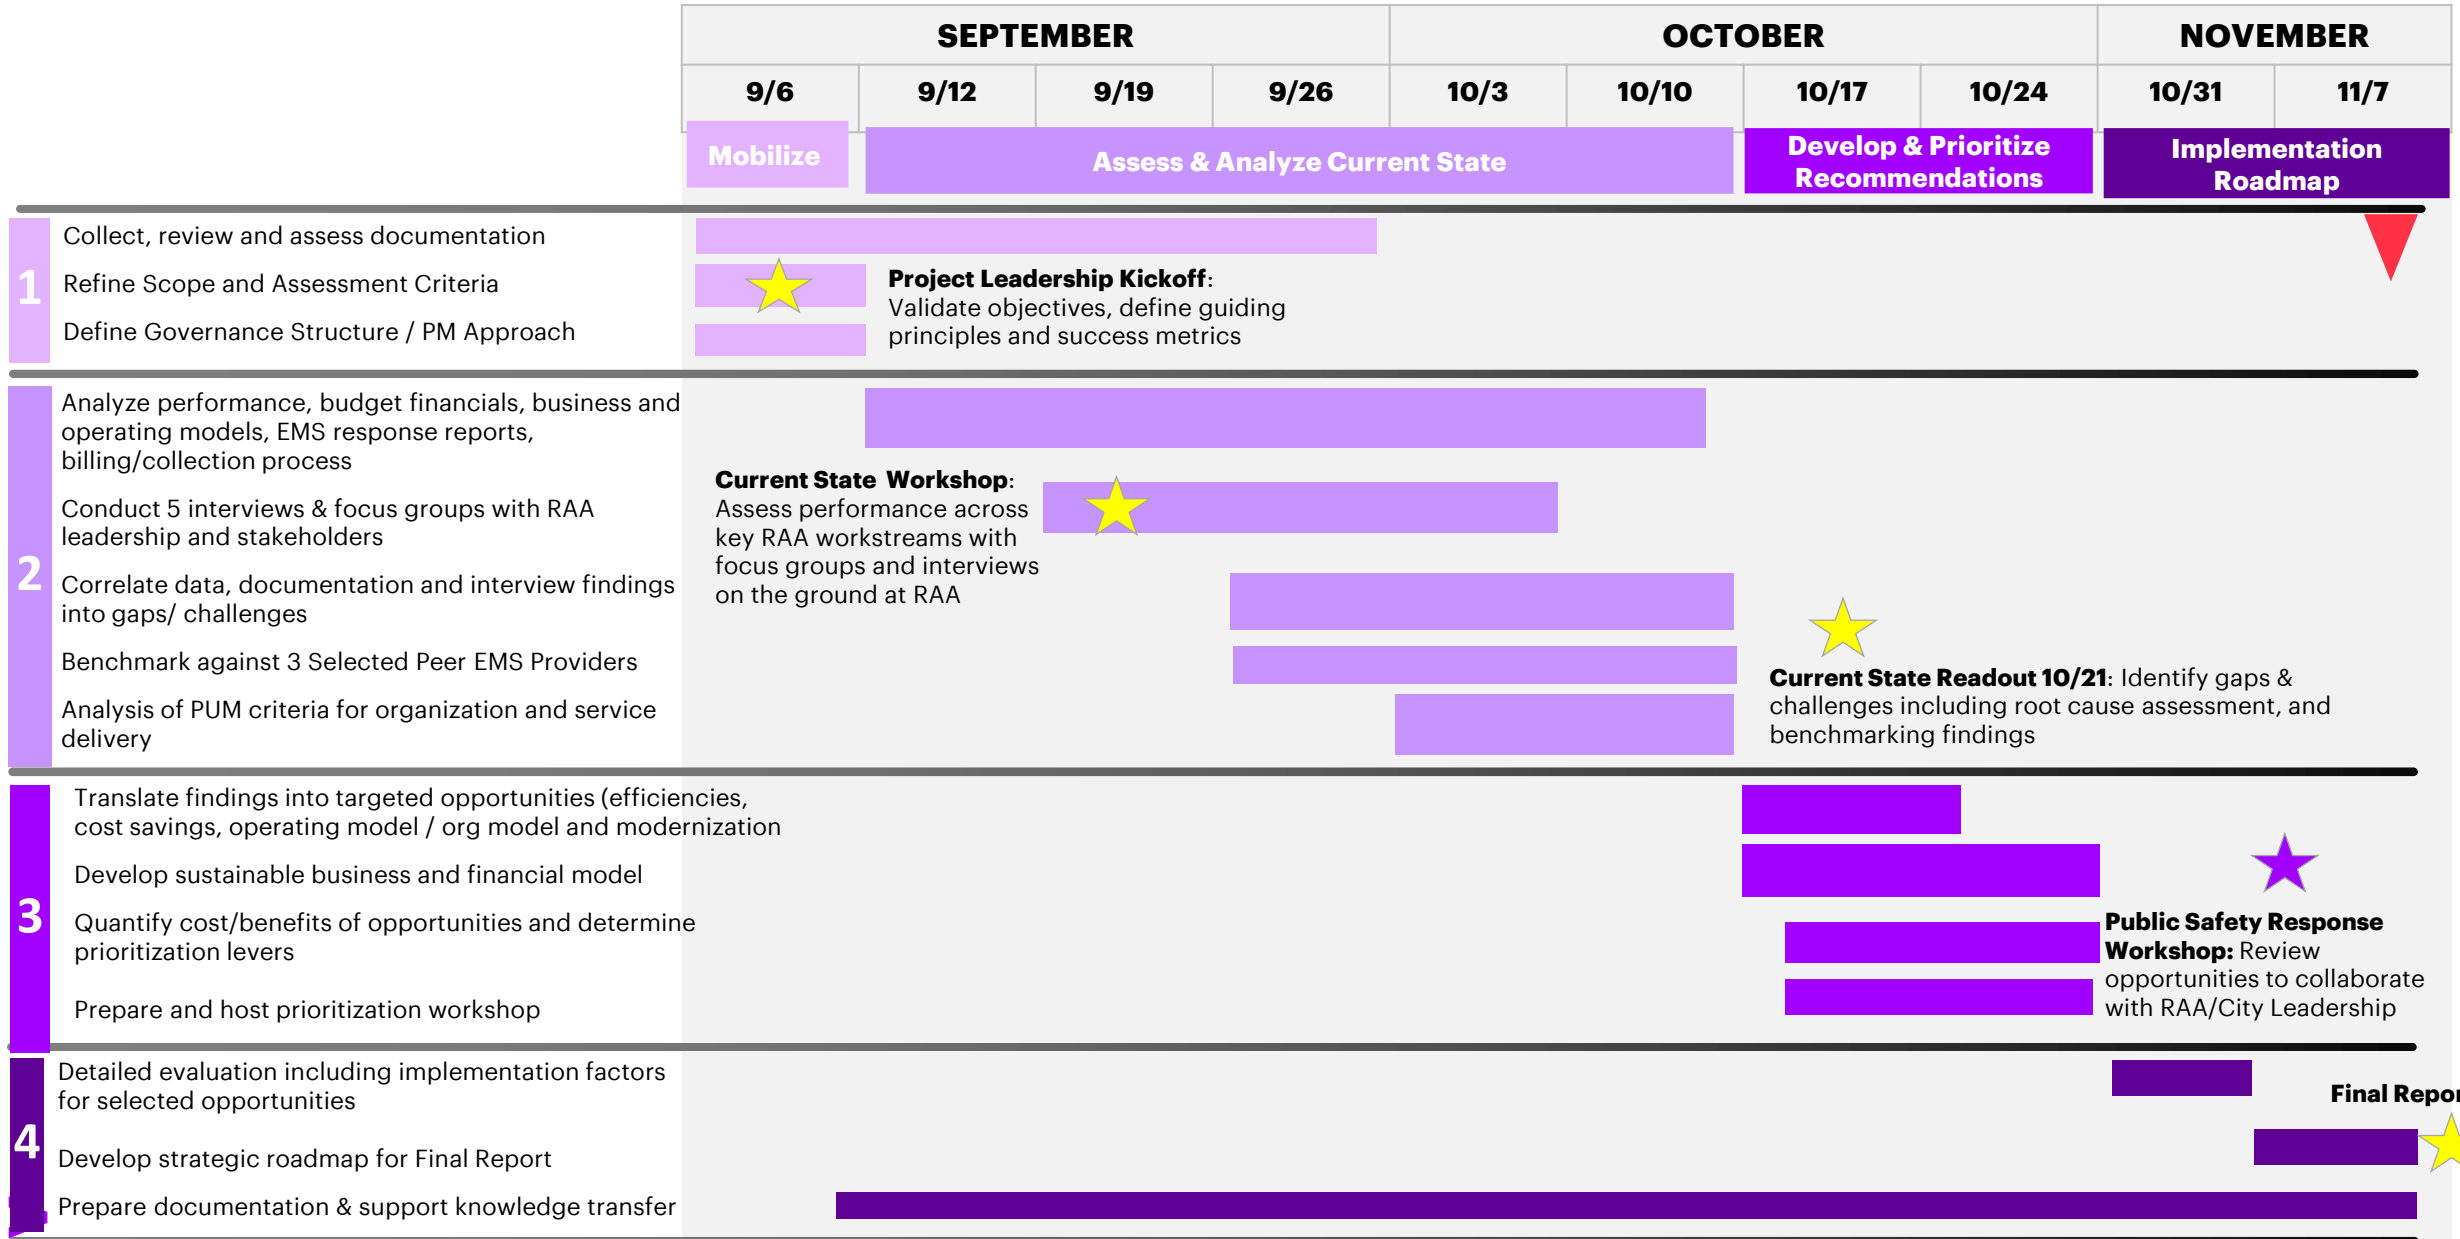 SEPTEMBER OCTOBER NOVEMBER
9/6 9/12 9/19 9/26 10/3 10/10 10/17 10/24 10/31 11/7
Mobilize
Assess & Analyze Current State
Develop & Prioritize
Recommendations
Implementation
Roadmap
1
Collect, review and assess documentation
Refine Scope and Assessment Criteria
Define Governance Structure / PM Approach
Project Leadership Kickoff:
Validate objectives, define guiding
principles and success metrics
2
Analyze performance, budget financials, business and
operating models, EMS response reports,
billing/collection process
Conduct 5 interviews & focus groups with RAA
leadership and stakeholders
Correlate data, documentation and interview findings
into gaps/ challenges
Benchmark against 3 Selected Peer EMS Providers
Analysis of PUM criteria for organization and service
delivery
Current State Workshop:
Assess performance across
key RAA workstreams with
focus groups and interviews
on the ground at RAA
Current State Readout 10/21: Identify gaps &
challenges including root cause assessment, and
benchmarking findings
3
Translate findings into targeted opportunities (efficiencies,
cost savings, operating model / org model and modernization
Develop sustainable business and financial model
Quantify cost/benefits of opportunities and determine
prioritization levers
Prepare and host prioritization workshop
Public Safety Response
Workshop: Review
opportunities to collaborate
with RAA/City Leadership
4
Detailed evaluation including implementation factors
for selected opportunities
Develop strategic roadmap for Final Report
Prepare documentation & support knowledge transfer
Final Repor